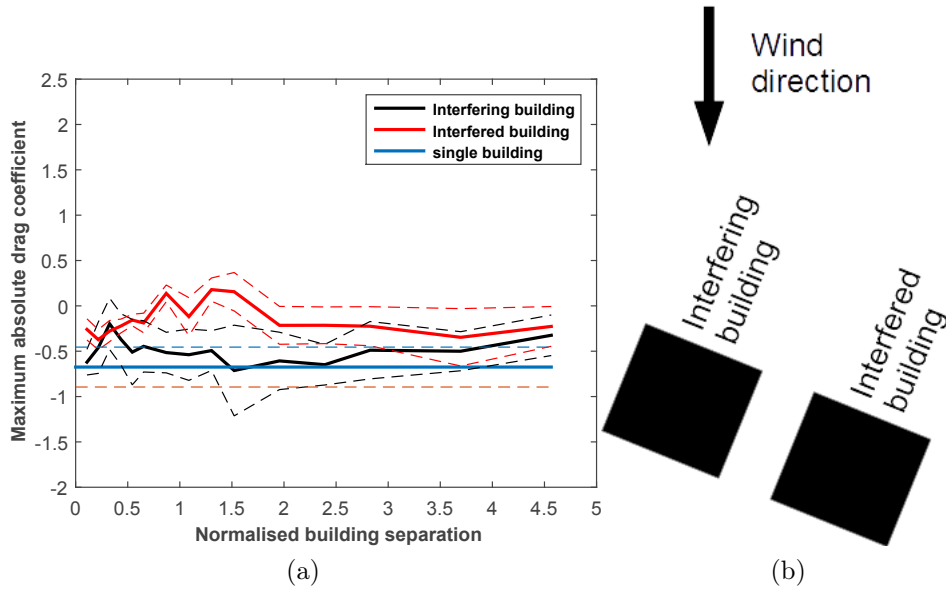 2.5
2
1.5
1
0.5
0
-0.5
-1
-1.5
-2
Maximum absolute drag coefficient
Interfering building
Interfered building
single building
0 0.5 1 1.5 2 2.5 3 3.5 4 4.5 5
Normalised building separation
(a)
Wind
direction
Interfering
building
Interfered
building
(b)